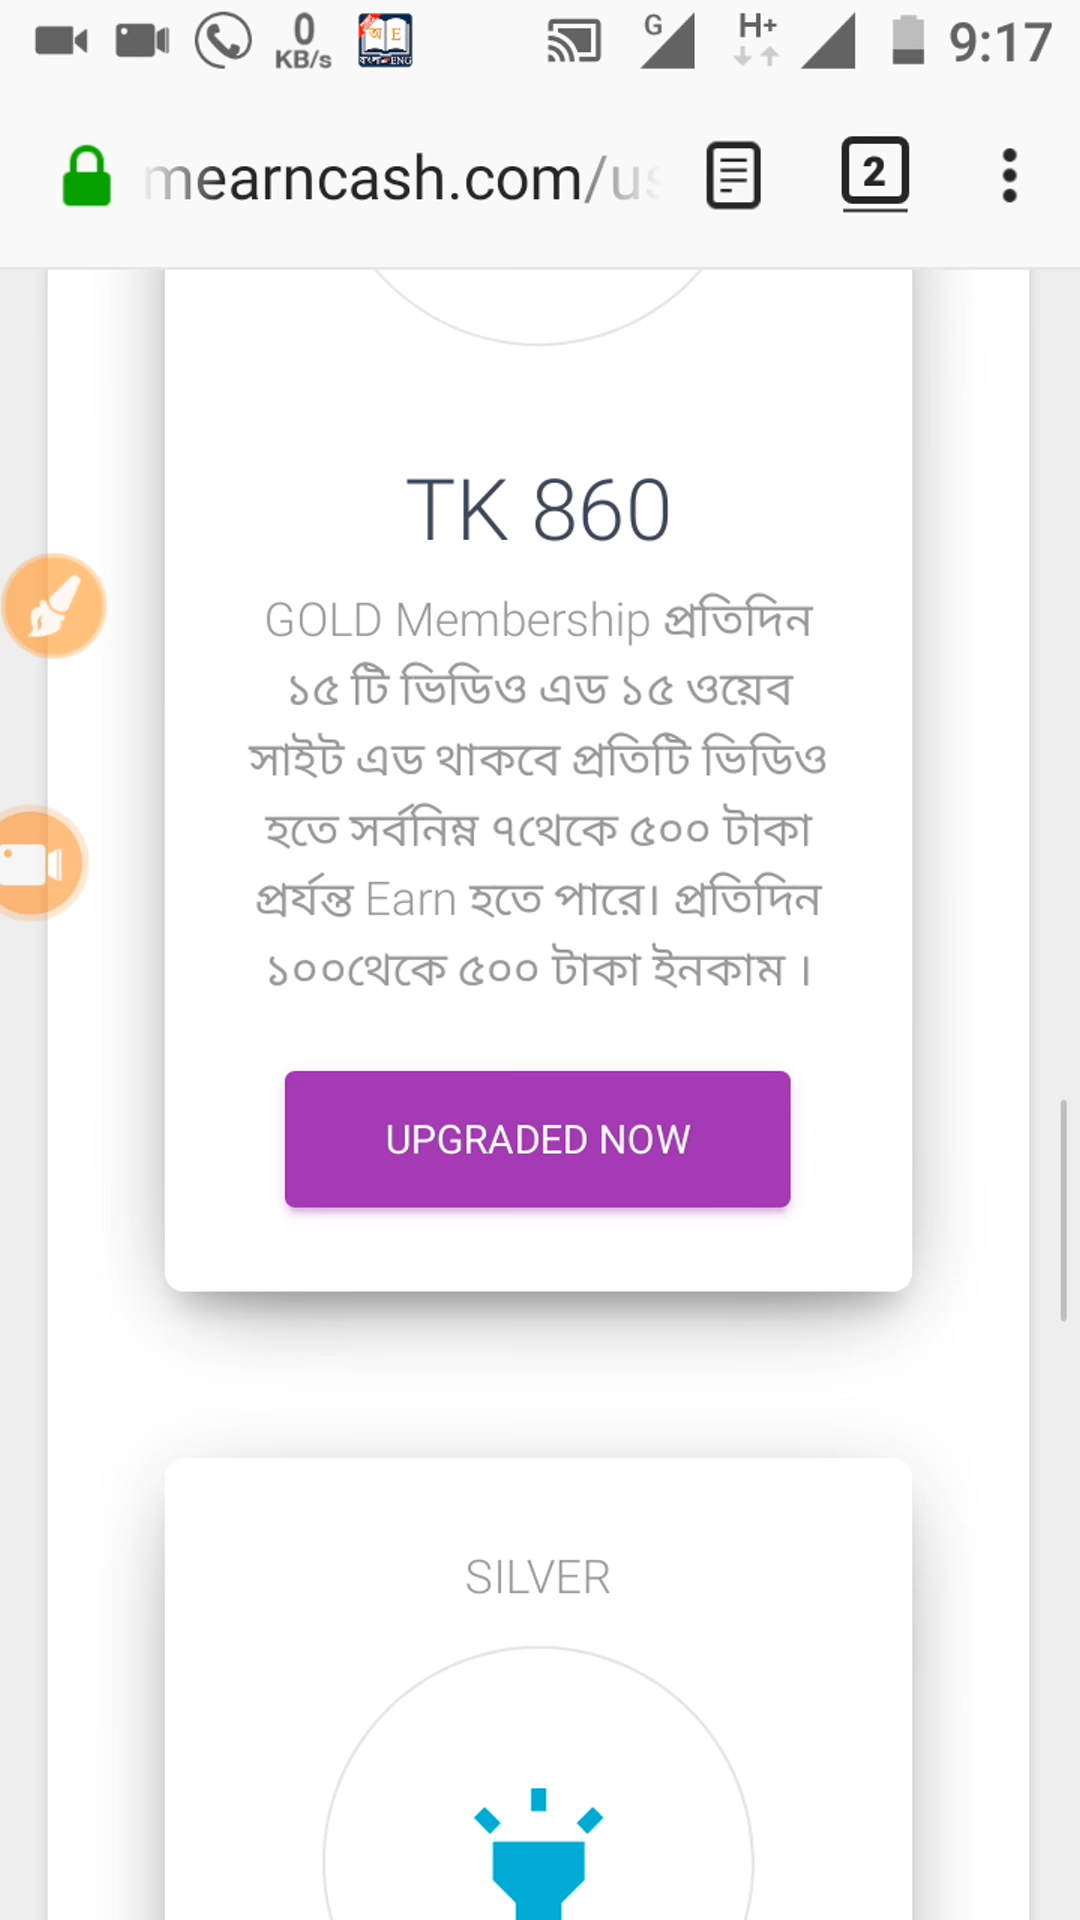 0
KB/s
অ E
বাংলা ENG
G
H+
9:17
mearncash.com/us
2
TK 860
GOLD Membership প্রতিদিন
১৫ টি ভিডিও এড ১৫ ওয়েব
সাইট এড থাকবে প্রতিটি ভিডিও
হতে সর্বনিম্ন ৭থেকে ৫০০ টাকা
প্রর্যন্ত Earn হতে পারে। প্রতিদিন
১০০থেকে ৫০০ টাকা ইনকাম ।
UPGRADED NOW
SILVER